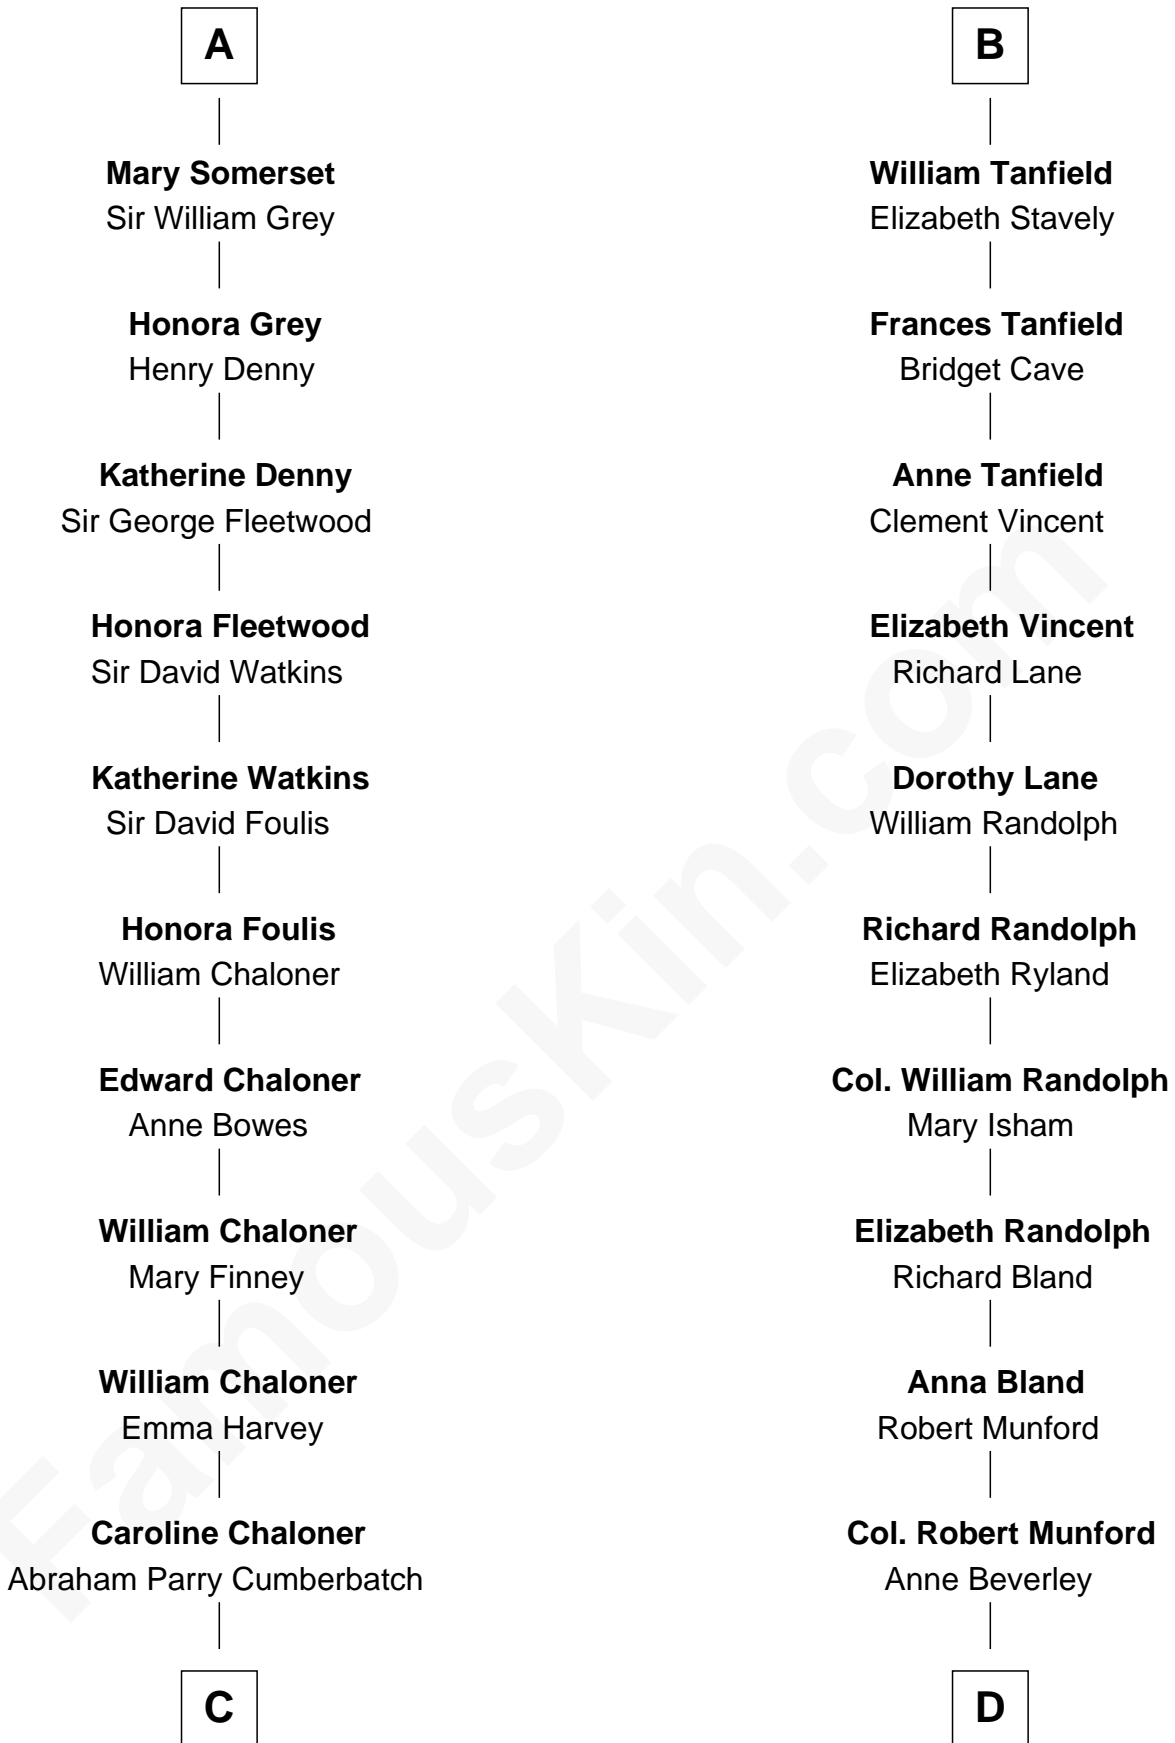 A
Mary Somerset
Sir William Grey
Honora Grey
Henry Denny
Katherine Denny
Sir George Fleetwood
Honora Fleetwood
Sir David Watkins
Katherine Watkins
Sir David Foulis
Honora Foulis
William Chaloner
Edward Chaloner
Anne Bowes
William Chaloner
Mary Finney
William Chaloner
Emma Harvey
Caroline Chaloner
Abraham Parry Cumberbatch
C
B
William Tanfield
Elizabeth Stavely
Frances Tanfield
Bridget Cave
Anne Tanfield
Clement Vincent
Elizabeth Vincent
Richard Lane
Dorothy Lane
William Randolph
Richard Randolph
Elizabeth Ryland
Col. William Randolph
Mary Isham
Elizabeth Randolph
Richard Bland
Anna Bland
Robert Munford
Col. Robert Munford
Anne Beverley
D
FamousKin.com